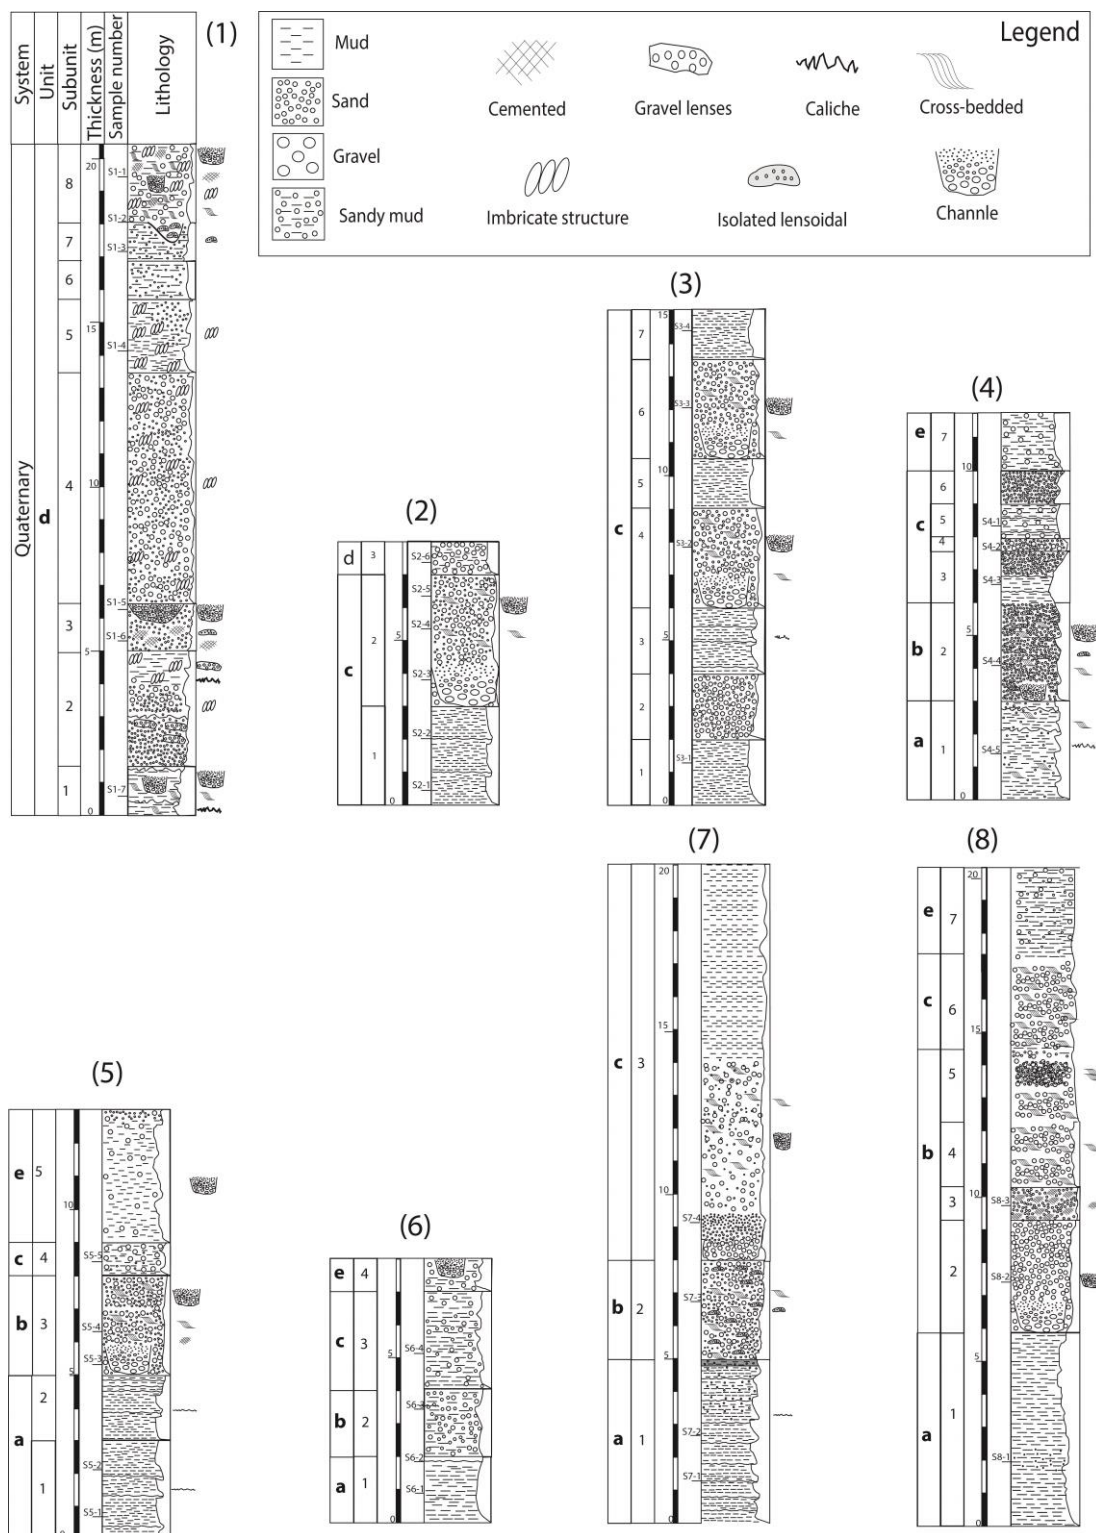 System
Unit
Subunit
Thickness (m)
Sample number
Lithology
(1)
Quaternary
d
8
7
6
5
4
3
2
1
20
15
10
5
0
S1-1
S1-2
S1-3
S1-4
S1-5
S1-6
S1-7
Legend
Mud
Sand
Gravel
Sandy mud
Cemented
Gravel lenses
Caliche
Cross-bedded
Imbricate structure
Isolated lensoidal
Channle
(2)
d
c
3
2
1
5
0
S2-6
S2-5
S2-4
S2-3
S2-2
S2-1
(3)
c
7
6
5
4
3
2
1
15
10
5
0
S3-4
S3-3
S3-2
S3-1
(4)
e
c
b
a
7
6
5
4
3
2
1
10
5
0
S4-1
S4-2
S4-3
S4-4
S4-5
(5)
e
c
b
a
5
4
3
2
1
10
5
0
S5-5
S5-4
S5-3
S5-2
S5-1
(6)
e
c
b
a
4
3
2
1
5
0
S6-4
S6-3
S6-2
S6-1
(7)
c
b
a
3
2
1
20
15
10
5
0
S7-4
S7-3
S7-2
S7-1
(8)
e
c
b
a
7
6
5
4
3
2
1
20
15
10
5
0
S8-3
S8-2
S8-1